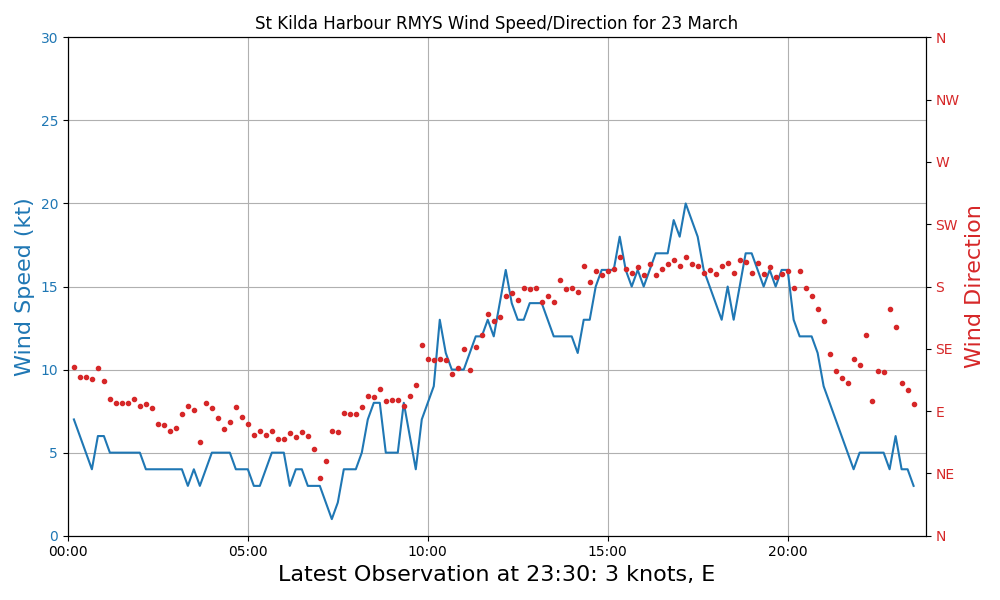 St Kilda Harbour RMYS Wind Speed/Direction for 23 March
30
25
20
15
10
5
0
Wind Speed (kt)
N
NW
W
SW
S
SE
E
NE
N
Wind Direction
00:00 05:00 10:00 15:00 20:00
Latest Observation at 23:30: 3 knots, E